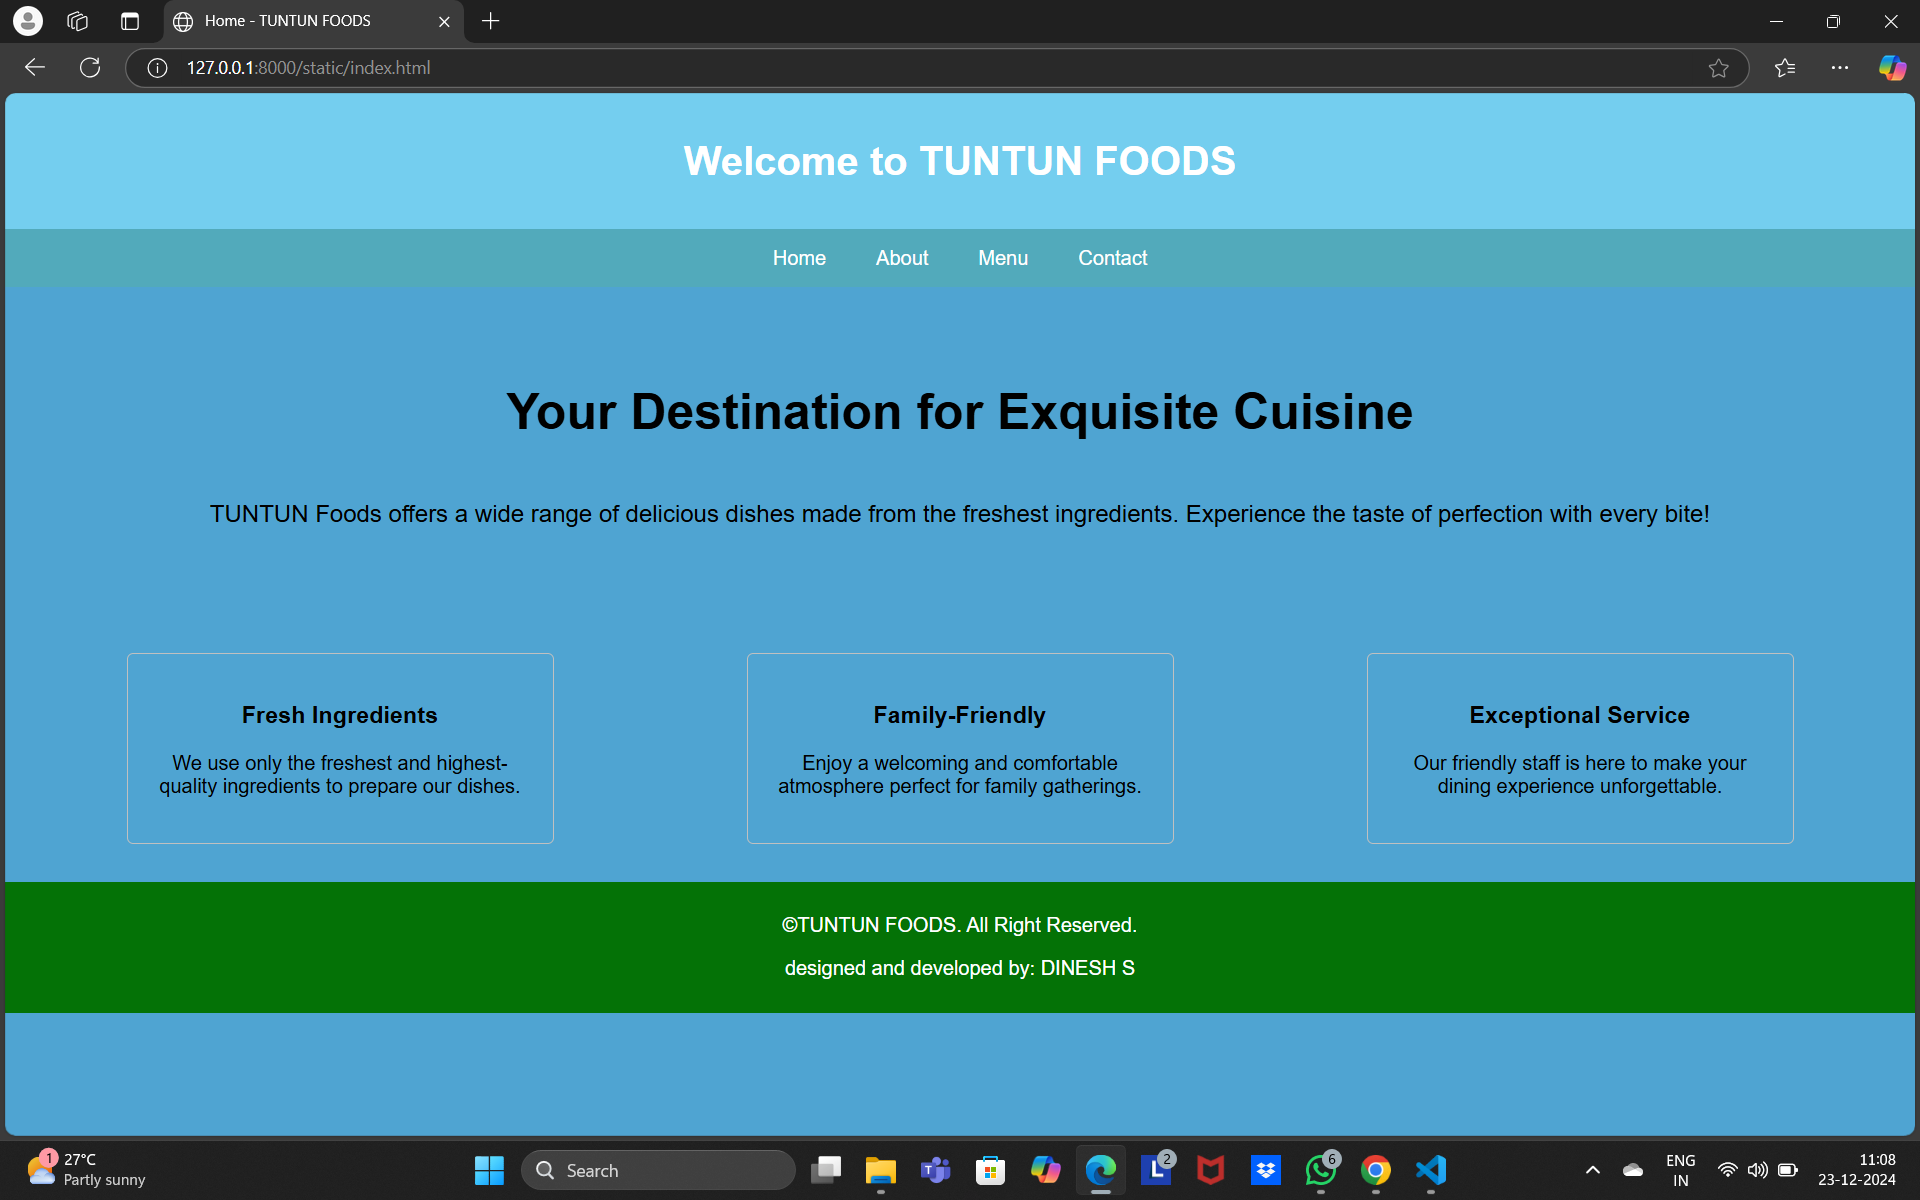 Home - TUNTUN FOODS
127.0.0.1:8000/static/index.html
Welcome to TUNTUN FOODS
Home About Menu Contact
Your Destination for Exquisite Cuisine
TUNTUN Foods offers a wide range of delicious dishes made from the freshest ingredients. Experience the taste of perfection with every bite!
Fresh Ingredients
We use only the freshest and highest-
quality ingredients to prepare our dishes.
Family-Friendly
Enjoy a welcoming and comfortable
atmosphere perfect for family gatherings.
Exceptional Service
Our friendly staff is here to make your
dining experience unforgettable.
©TUNTUN FOODS. All Right Reserved.
designed and developed by: DINESH S
1
27°C
Partly sunny
Search
T
L
2
6
ENG
IN
11:08
23-12-2024